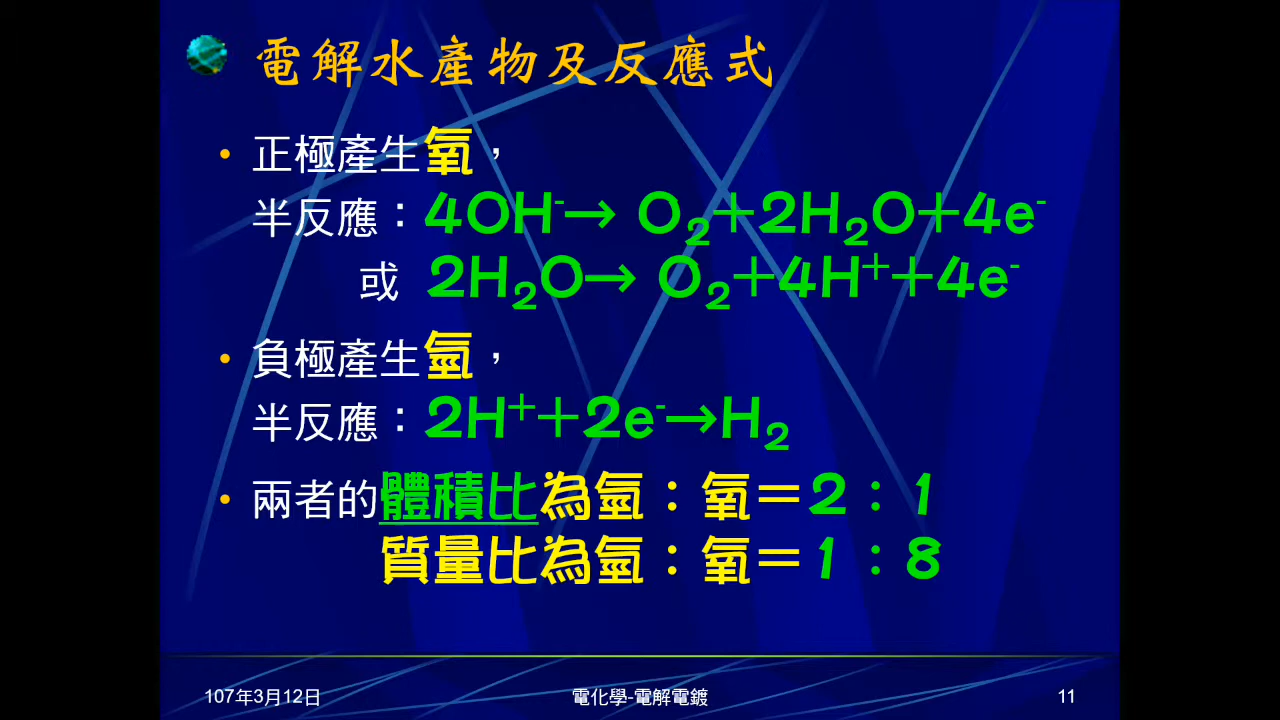 電解水產物及反應式
• 正極產生氧，
半反應：4OH⁻→ O₂＋2H₂O＋4e⁻
或 2H₂O→ O₂＋4H⁺＋4e⁻
• 負極產生氫，
半反應：2H⁺＋2e⁻→H₂
• 兩者的體積比為氫：氧＝2：1
質量比為氫：氧＝1：8
107年3月12日 電化學-電解電鍍 11